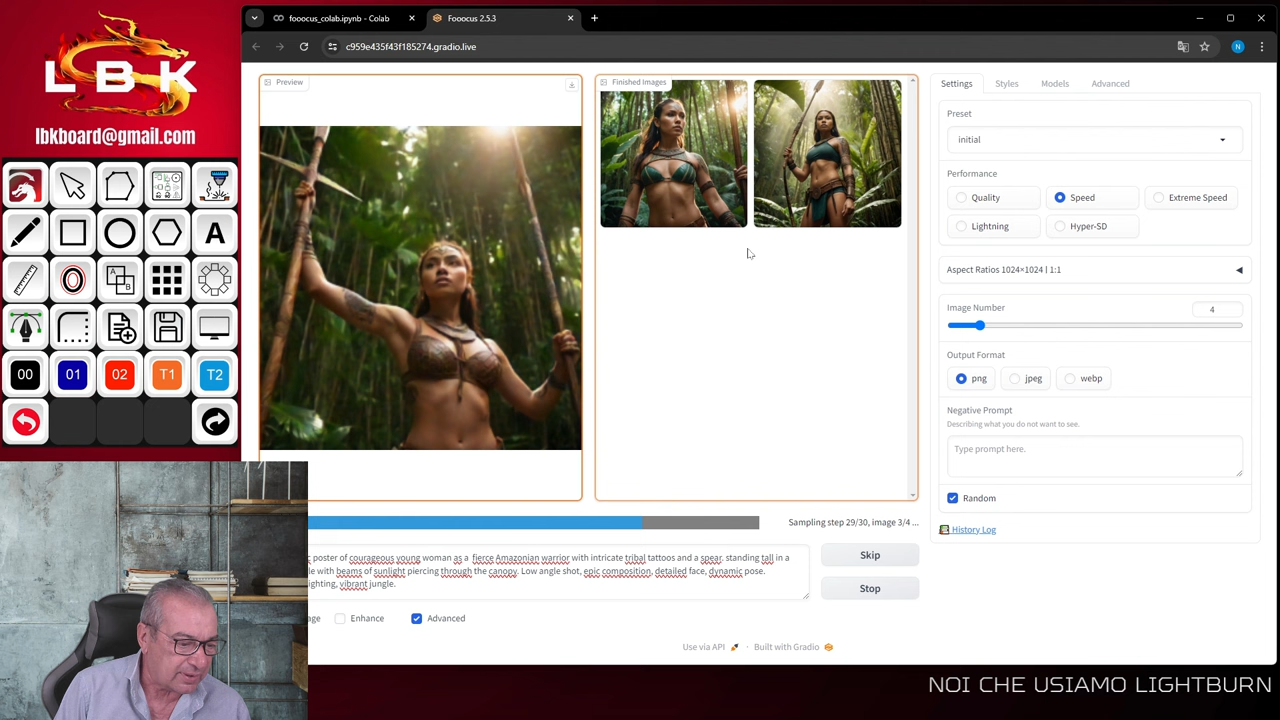 LBK
lbkboard@gmail.com
A
A
B
00
01
02
T1
T2
fooocus_colab.ipynb - Colab
Fooocus 2.5.3
c959e435f43f185274.gradio.live
N
Preview
Finished Images
Settings
Styles
Models
Advanced
Preset
initial
Performance
Quality
Speed
Extreme Speed
Lightning
Hyper-SD
Aspect Ratios 1024×1024 | 1:1
Image Number
4
Output Format
png
jpeg
webp
Negative Prompt
Describing what you do not want to see.
Type prompt here.
Random
History Log
Sampling step 29/30, image 3/4 ...
poster of courageous young woman as a fierce Amazonian warrior with intricate tribal tattoos and a spear, standing tall in a
with beams of sunlight piercing through the canopy. Low angle shot, epic composition, detailed face, dynamic pose.
ighting, vibrant jungle.
Skip
Stop
Enhance
Advanced
Use via API
·
Built with Gradio
NOI CHE USIAMO LIGHTBURN